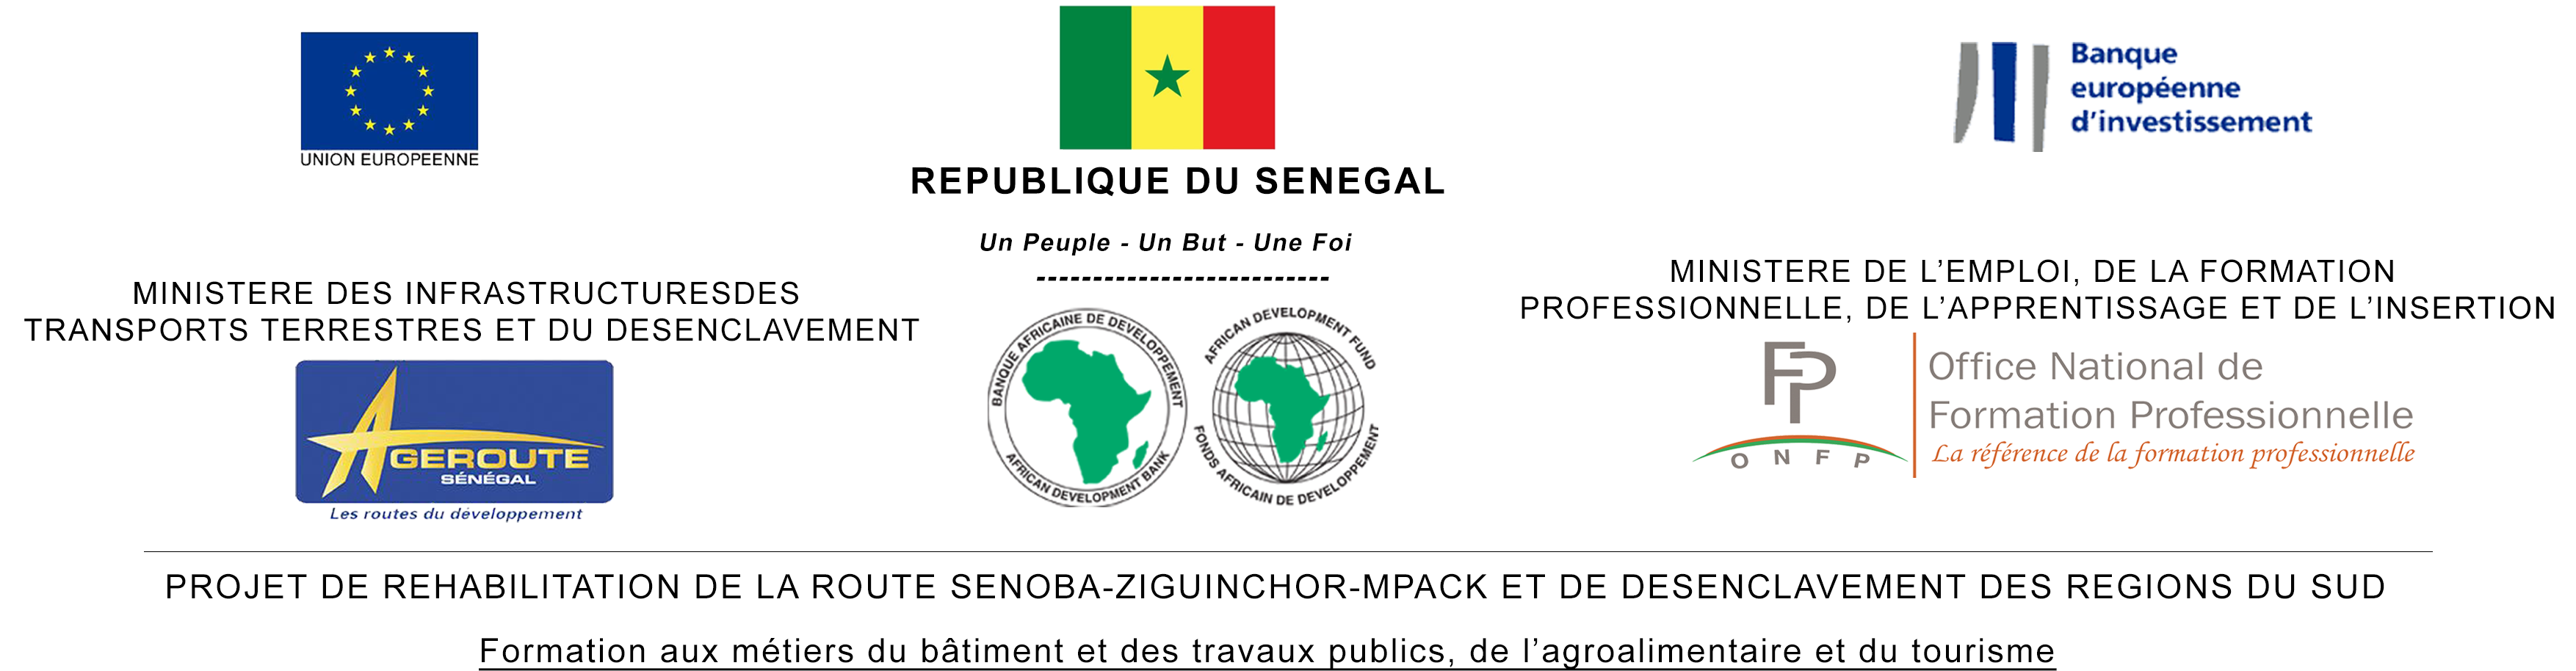 UNION EUROPEENNE
REPUBLIQUE DU SENEGAL
Un Peuple - Un But - Une Foi
--------------------------
Banque
européenne
d'investissement
MINISTERE DES INFRASTRUCTURESDES
TRANSPORTS TERRESTRES ET DU DESENCLAVEMENT
AGEROUTE
SÉNÉGAL
Les routes du développement
BANQUE AFRICAINE DE DEVELOPPEMENT
AFRICAN DEVELOPMENT BANK
AFRICAN DEVELOPMENT FUND
FONDS AFRICAIN DE DEVELOPPEMENT
MINISTERE DE L'EMPLOI, DE LA FORMATION
PROFESSIONNELLE, DE L'APPRENTISSAGE ET DE L'INSERTION
FP
ONFP
Office National de
Formation Professionnelle
La référence de la formation professionnelle
PROJET DE REHABILITATION DE LA ROUTE SENOBA-ZIGUINCHOR-MPACK ET DE DESENCLAVEMENT DES REGIONS DU SUD
Formation aux métiers du bâtiment et des travaux publics, de l'agroalimentaire et du tourisme